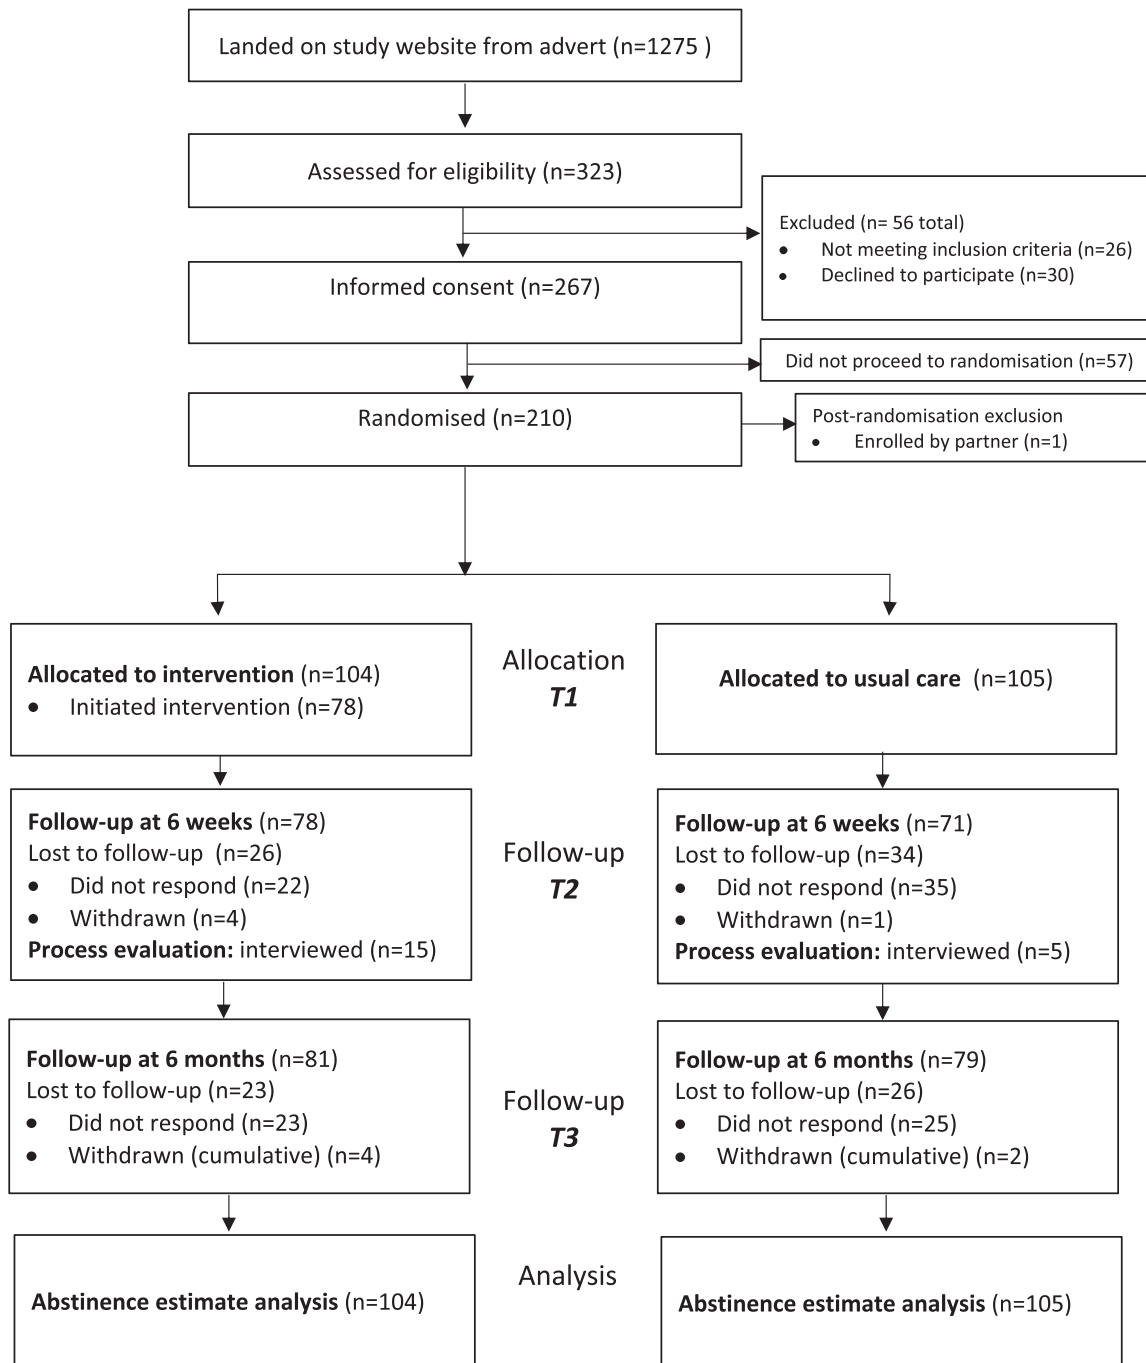 Landed on study website from advert (n=1275 )
Assessed for eligibility (n=323)
Excluded (n= 56 total)
• Not meeting inclusion criteria (n=26)
• Declined to participate (n=30)
Informed consent (n=267)
Did not proceed to randomisation (n=57)
Randomised (n=210)
Post-randomisation exclusion
• Enrolled by partner (n=1)
Allocated to intervention (n=104)
• Initiated intervention (n=78)
Allocation
T1
Allocated to usual care (n=105)
Follow-up at 6 weeks (n=78)
Lost to follow-up (n=26)
• Did not respond (n=22)
• Withdrawn (n=4)
Process evaluation: interviewed (n=15)
Follow-up
T2
Follow-up at 6 weeks (n=71)
Lost to follow-up (n=34)
• Did not respond (n=35)
• Withdrawn (n=1)
Process evaluation: interviewed (n=5)
Follow-up at 6 months (n=81)
Lost to follow-up (n=23)
• Did not respond (n=23)
• Withdrawn (cumulative) (n=4)
Follow-up
T3
Follow-up at 6 months (n=79)
Lost to follow-up (n=26)
• Did not respond (n=25)
• Withdrawn (cumulative) (n=2)
Abstinence estimate analysis (n=104)
Analysis
Abstinence estimate analysis (n=105)